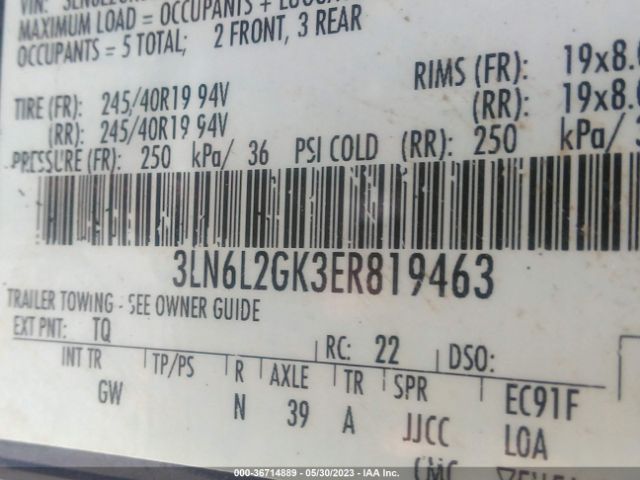 VIN:
MAXIMUM LOAD = OCCUPANTS +
OCCUPANTS = 5 TOTAL; 2 FRONT, 3 REAR
TIRE (FR): 245/40R19 94V RIMS (FR): 19x8.
(RR): 245/40R19 94V (RR): 19x8.
PRESSURE (FR): 250 kPa/ 36 PSI COLD (RR): 250 kPa/
3LN6L2GK3ER819463
TRAILER TOWING - SEE OWNER GUIDE
EXT PNT: TQ RC: 22 DSO:
INT TR TP/PS R AXLE TR SPR EC91F
GW N 39 A JJCC LOA
CMC
000-36714889 - 05/30/2023 - IAA Inc.